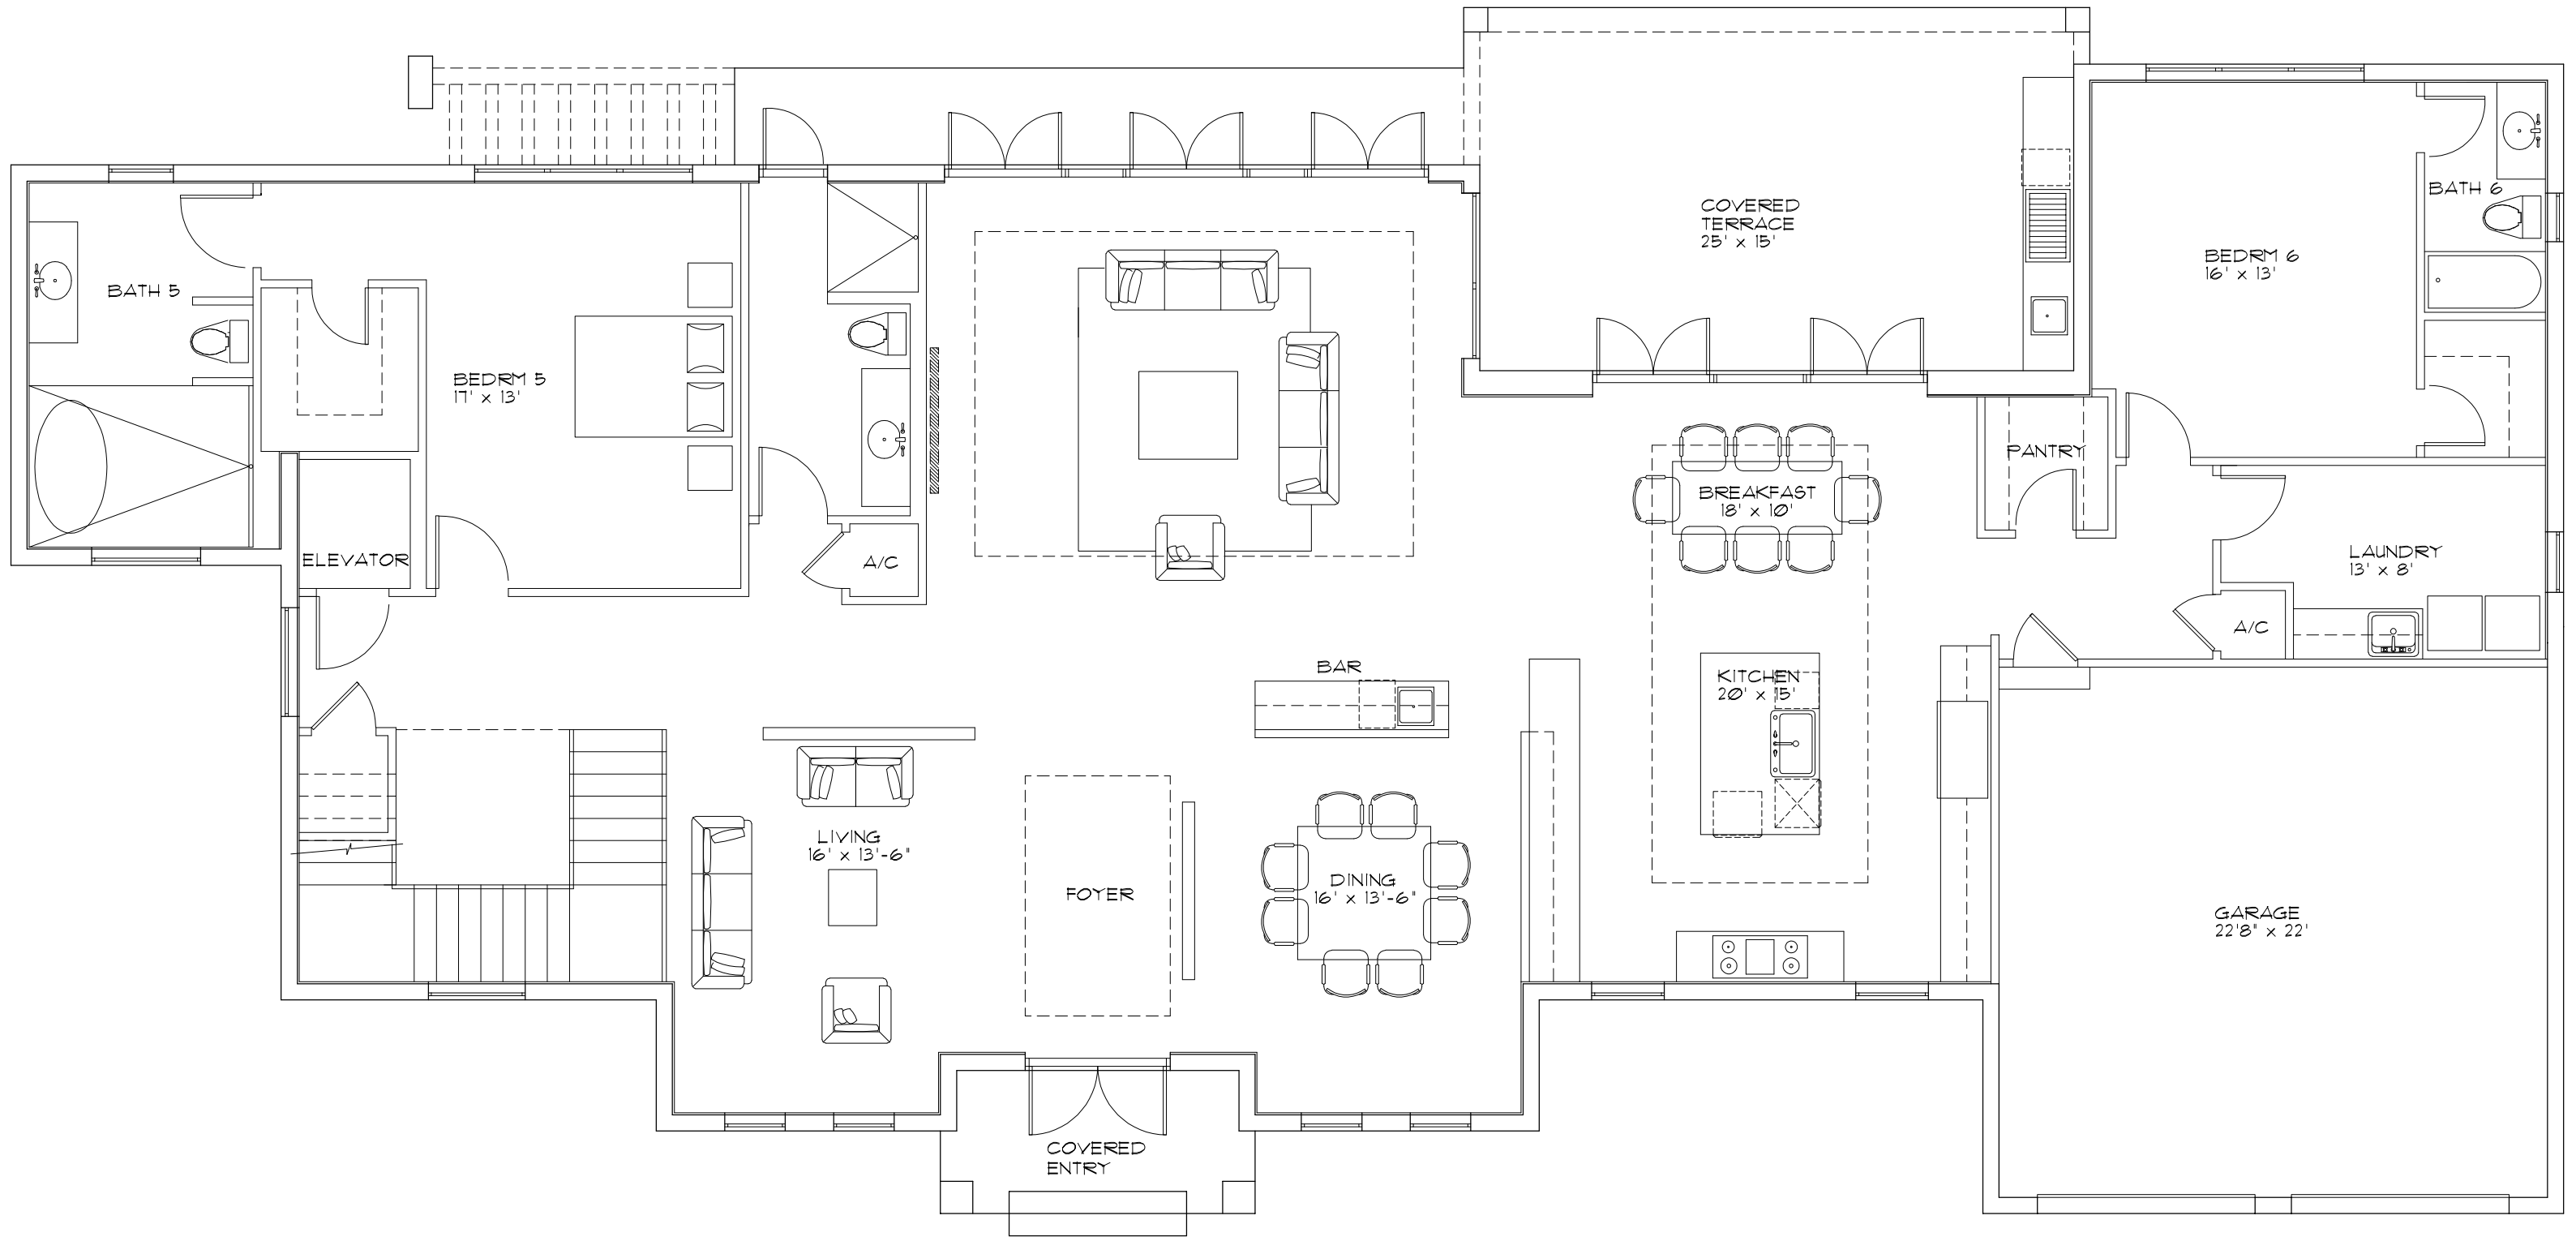 COVERED
TERRACE
25' x 15'
BATH 6
BEDRM 6
16' x 13'
BATH 5
BEDRM 5
17' x 13'
PANTRY
BREAKFAST
18' x 10'
ELEVATOR
A/C
LAUNDRY
13' x 8'
A/C
BAR
KITCHEN
20' x 15'
LIVING
16' x 13'-6"
FOYER
DINING
16' x 13'-6"
GARAGE
22'8" x 22'
COVERED
ENTRY